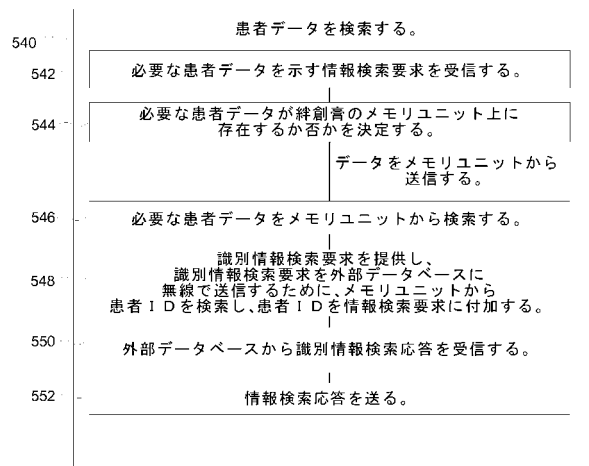 患者データを検索する。
540
542
必要な患者データを示す情報検索要求を受信する。
544
必要な患者データが絆創膏のメモリユニット上に
存在するか否かを決定する。
データをメモリユニットから
送信する。
546
必要な患者データをメモリユニットから検索する。
識別情報検索要求を提供し、
識別情報検索要求を外部データベースに
548
無線で送信するために、メモリユニットから
患者ＩＤを検索し、患者ＩＤを情報検索要求に付加する。
550
外部データベースから識別情報検索応答を受信する。
552
情報検索応答を送る。